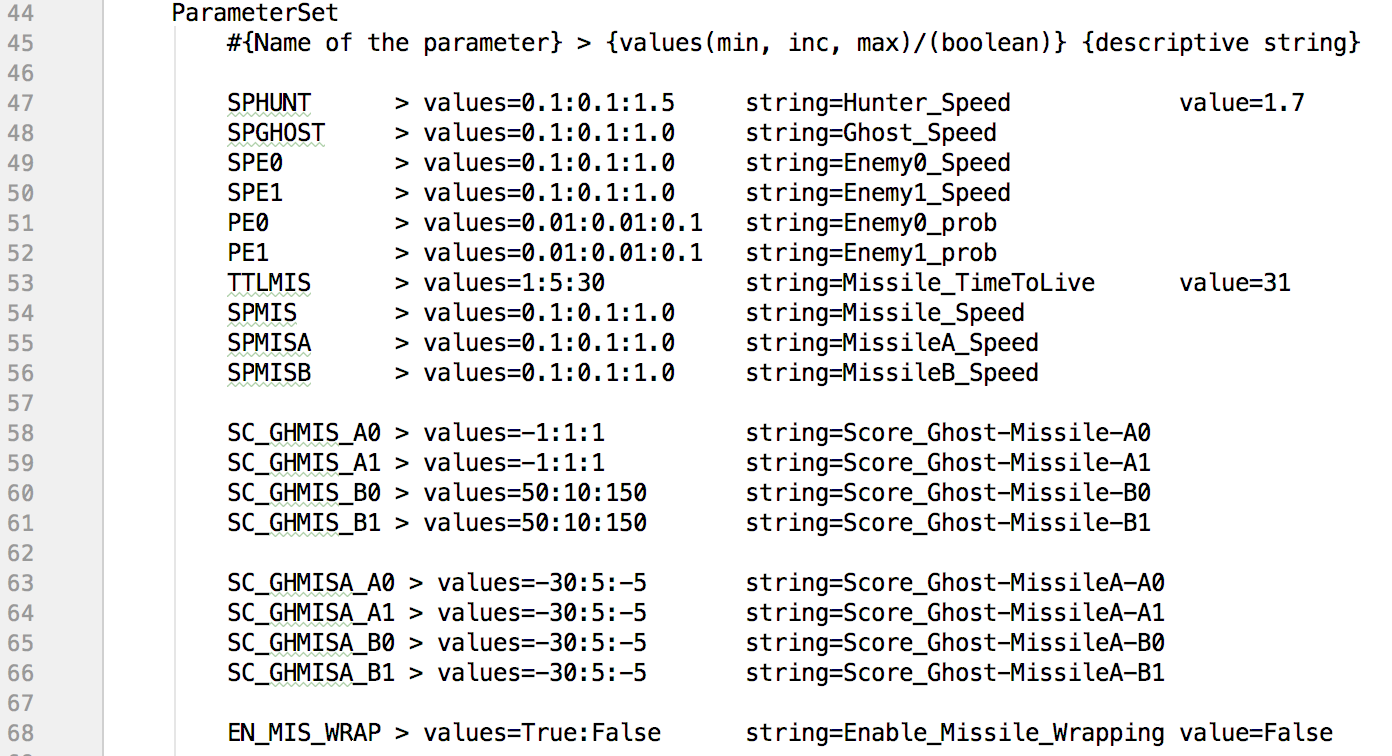 44 ParameterSet
45 #{Name of the parameter} > {values(min, inc, max)/(boolean)} {descriptive string}
46
47 SPHUNT > values=0.1:0.1:1.5 string=Hunter_Speed value=1.7
48 SPGHOST > values=0.1:0.1:1.0 string=Ghost_Speed
49 SPE0 > values=0.1:0.1:1.0 string=Enemy0_Speed
50 SPE1 > values=0.1:0.1:1.0 string=Enemy1_Speed
51 PE0 > values=0.01:0.01:0.1 string=Enemy0_prob
52 PE1 > values=0.01:0.01:0.1 string=Enemy1_prob
53 TTLMIS > values=1:5:30 string=Missile_TimeToLive value=31
54 SPMIS > values=0.1:0.1:1.0 string=Missile_Speed
55 SPMISA > values=0.1:0.1:1.0 string=MissileA_Speed
56 SPMISB > values=0.1:0.1:1.0 string=MissileB_Speed
57
58 SC_GHMIS_A0 > values=-1:1:1 string=Score_Ghost-Missile-A0
59 SC_GHMIS_A1 > values=-1:1:1 string=Score_Ghost-Missile-A1
60 SC_GHMIS_B0 > values=50:10:150 string=Score_Ghost-Missile-B0
61 SC_GHMIS_B1 > values=50:10:150 string=Score_Ghost-Missile-B1
62
63 SC_GHMISA_A0 > values=-30:5:-5 string=Score_Ghost-MissileA-A0
64 SC_GHMISA_A1 > values=-30:5:-5 string=Score_Ghost-MissileA-A1
65 SC_GHMISA_B0 > values=-30:5:-5 string=Score_Ghost-MissileA-B0
66 SC_GHMISA_B1 > values=-30:5:-5 string=Score_Ghost-MissileA-B1
67
68 EN_MIS_WRAP > values=True:False string=Enable_Missile_Wrapping value=False